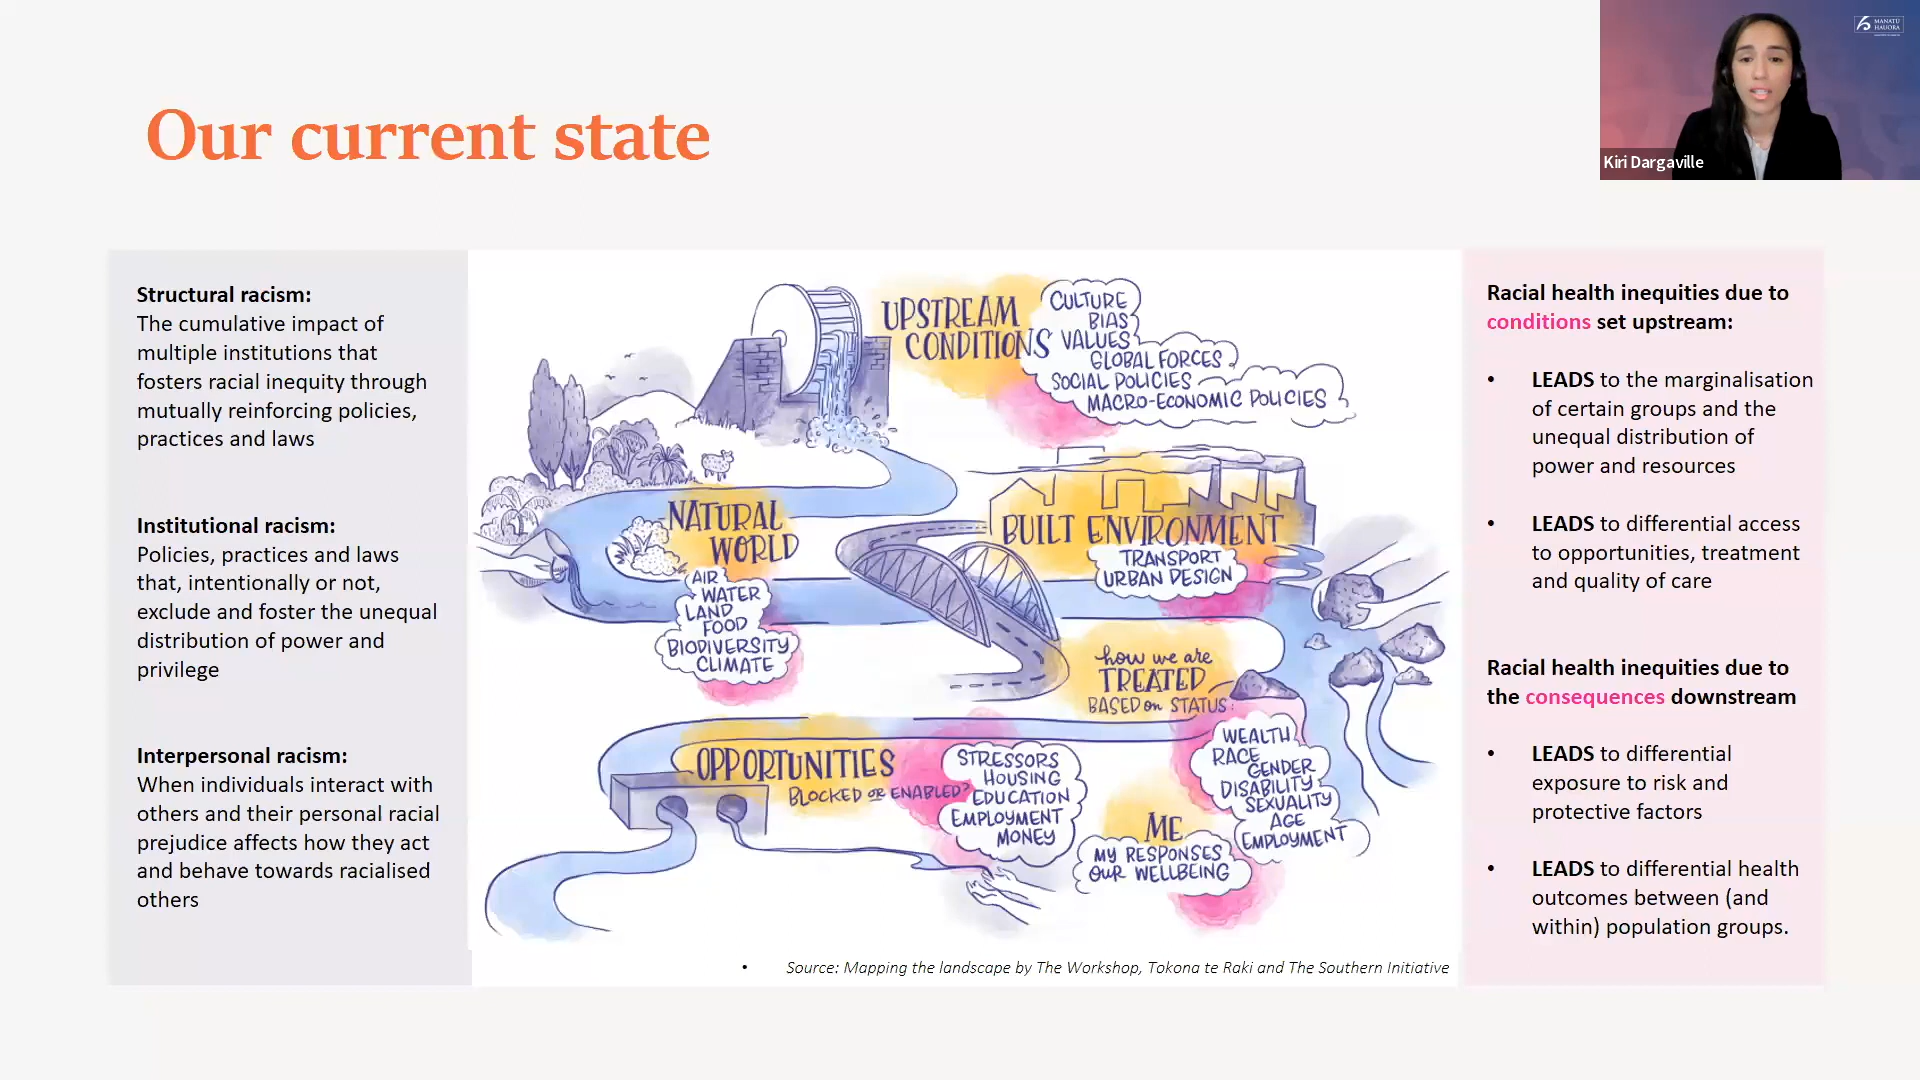 MANATŪ
HAUORA
Kiri Dargaville
Our current state
Structural racism:
The cumulative impact of
multiple institutions that
fosters racial inequity through
mutually reinforcing policies,
practices and laws
Institutional racism:
Policies, practices and laws
that, intentionally or not,
exclude and foster the unequal
distribution of power and
privilege
Interpersonal racism:
When individuals interact with
others and their personal racial
prejudice affects how they act
and behave towards racialised
others
UPSTREAM
CONDITIONS
CULTURE
BIAS
VALUES
GLOBAL FORCES
SOCIAL POLICIES
MACRO-ECONOMIC POLICIES
NATURAL
WORLD
AIR
WATER
LAND
FOOD
BIODIVERSITY
CLIMATE
BUILT ENVIRONMENT
TRANSPORT
URBAN DESIGN
how we are
TREATED
BASED on STATUS:
WEALTH
RACE
GENDER
DISABILITY
SEXUALITY
AGE
EMPLOYMENT
OPPORTUNITIES
BLOCKED OR ENABLED?
STRESSORS
HOUSING
EDUCATION
EMPLOYMENT
MONEY
ME
MY RESPONSES
OUR WELLBEING
• Source: Mapping the landscape by The Workshop, Tokona te Raki and The Southern Initiative
Racial health inequities due to
conditions set upstream:
• LEADS to the marginalisation
of certain groups and the
unequal distribution of
power and resources
• LEADS to differential access
to opportunities, treatment
and quality of care
Racial health inequities due to
the consequences downstream
• LEADS to differential
exposure to risk and
protective factors
• LEADS to differential health
outcomes between (and
within) population groups.